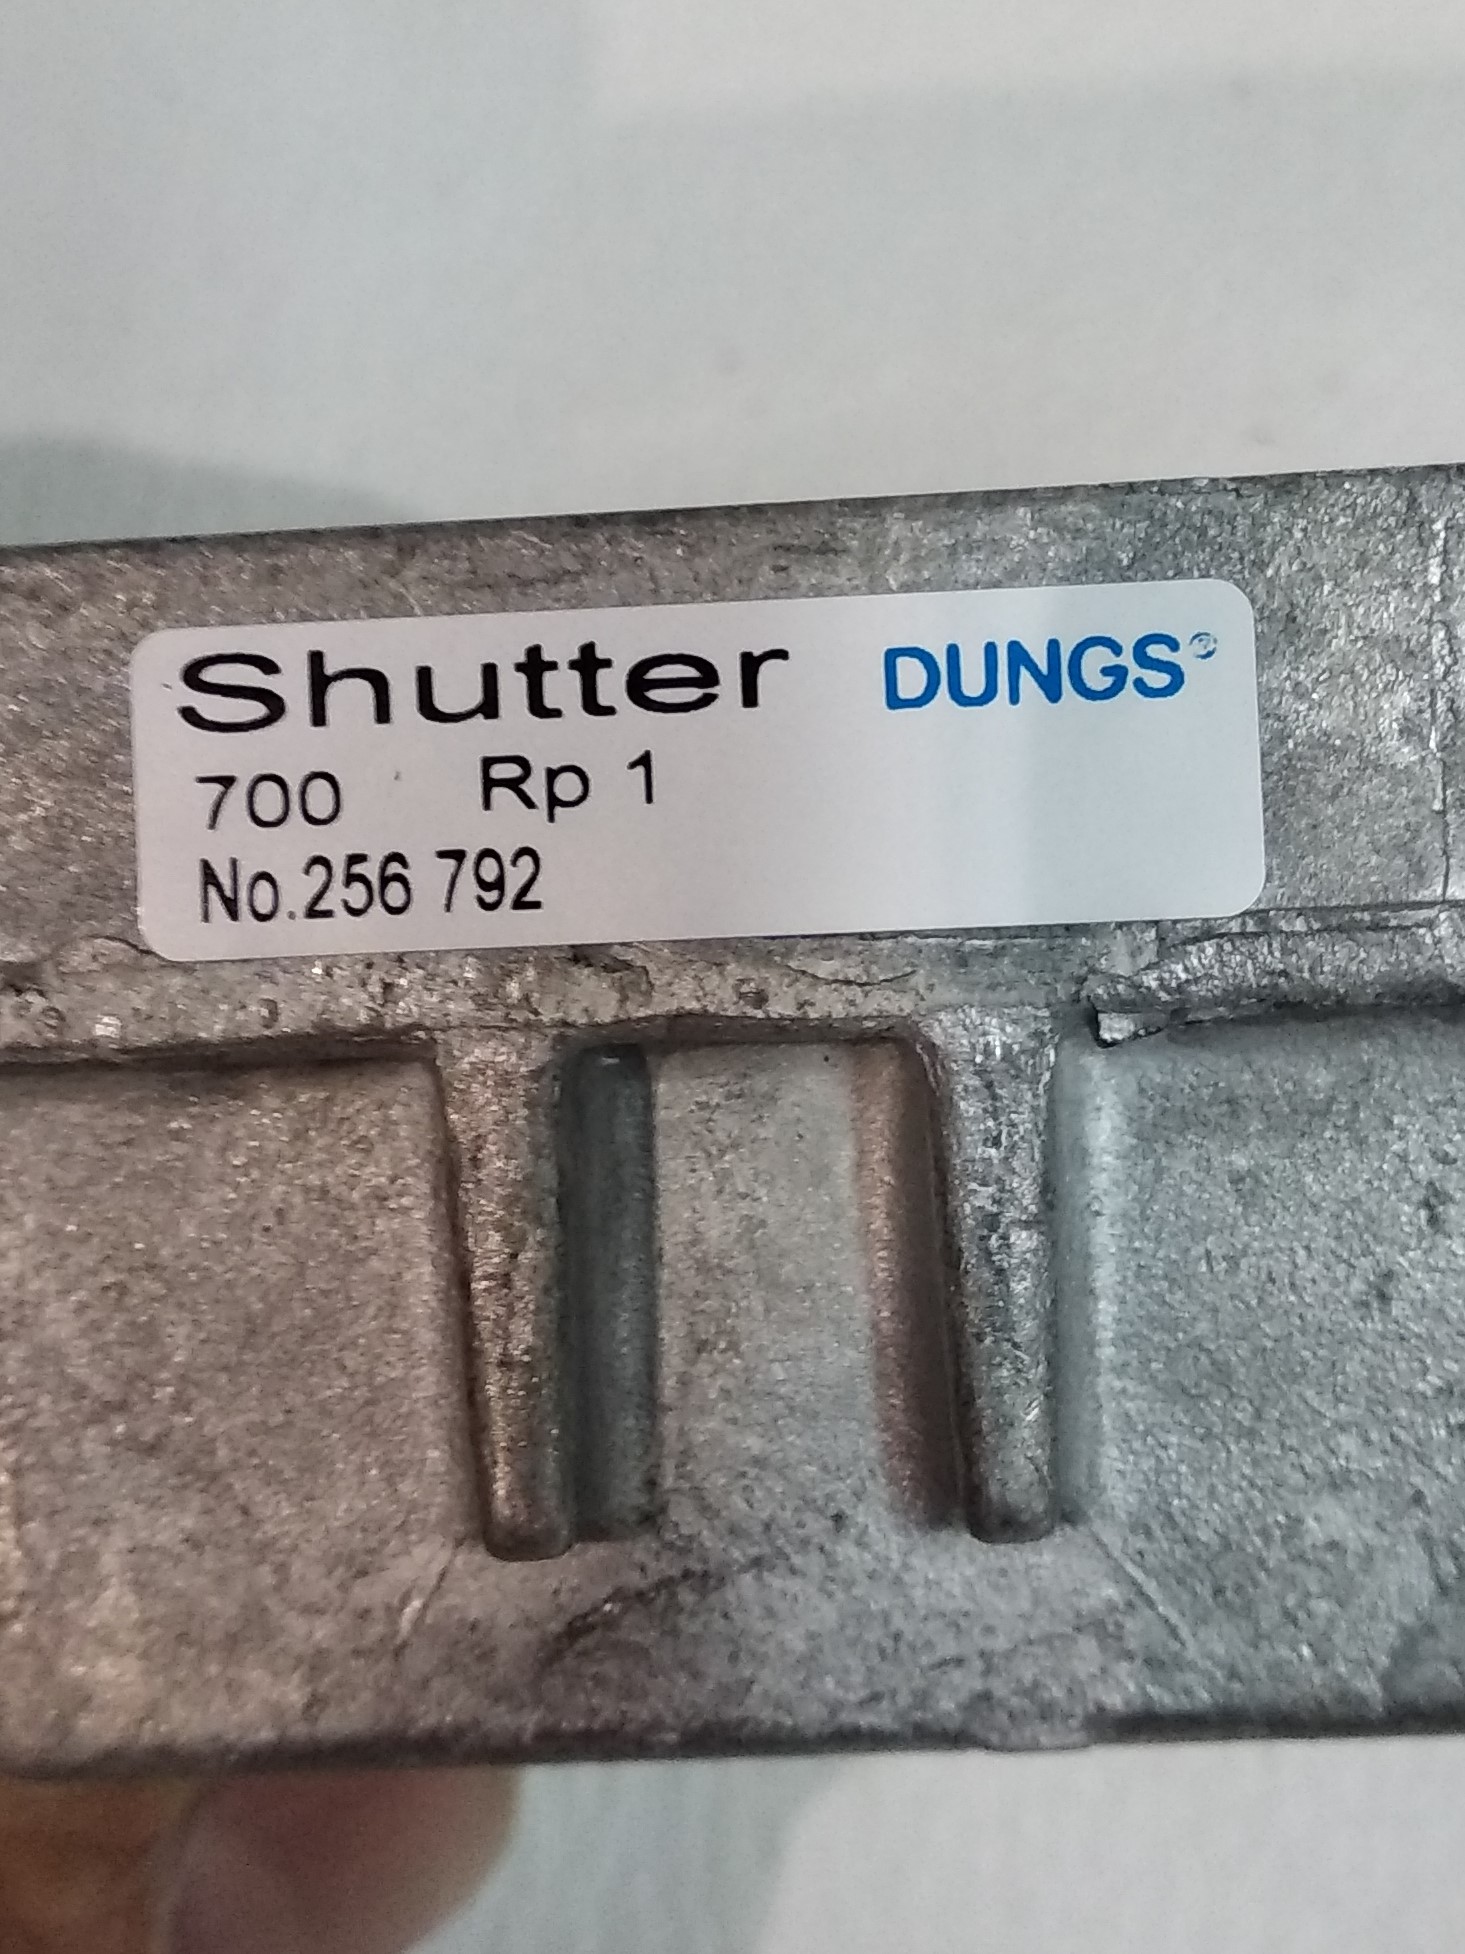 Shutter DUNGS®
700 Rp 1
No.256 792